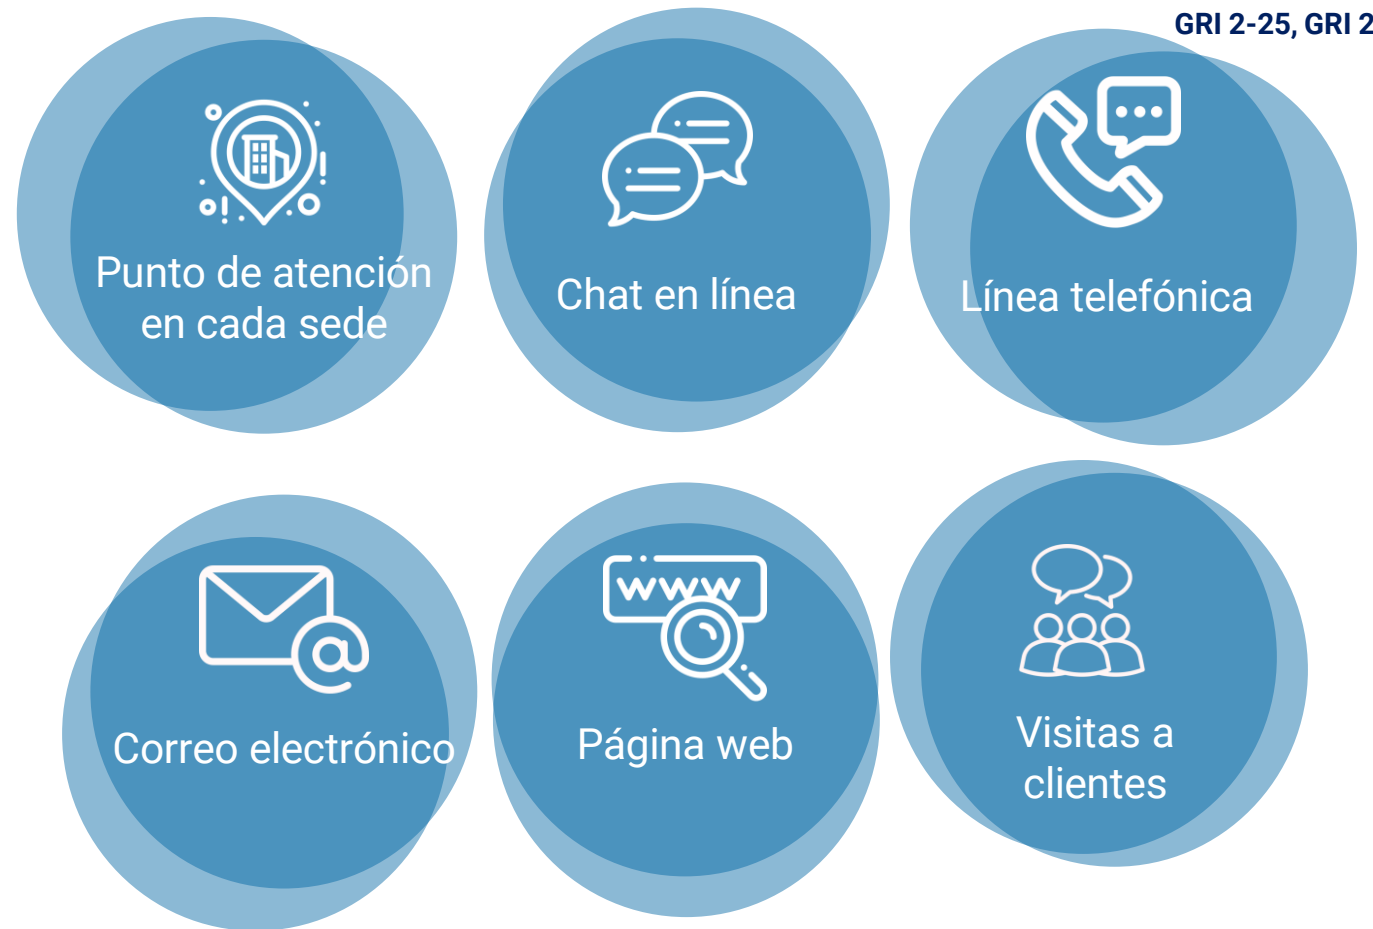 GRI 2-25, GRI 2
Punto de atención
en cada sede
Chat en línea
Línea telefónica
www
Correo electrónico
Página web
Visitas a
clientes